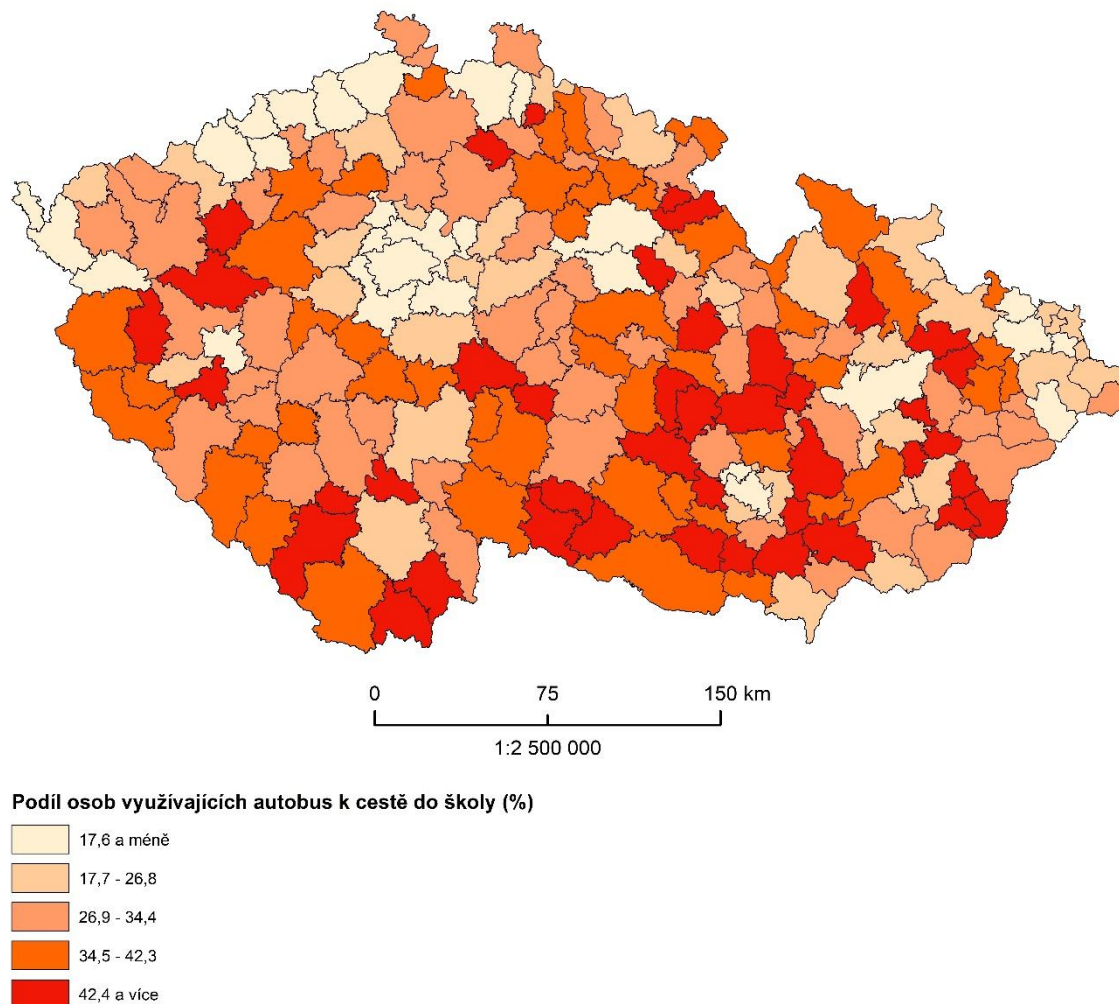 0 75 150 km
1:2 500 000
Podíl osob využívajících autobus k cestě do školy (%)
17,6 a méně
17,7 - 26,8
26,9 - 34,4
34,5 - 42,3
42,4 a více